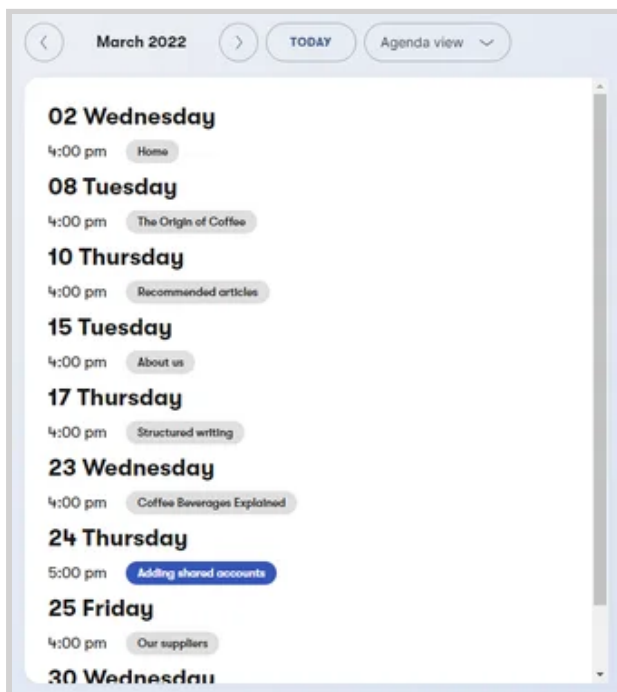 March 2022 TODAY Agenda view
02 Wednesday
4:00 pm Home
08 Tuesday
4:00 pm The Origin of Coffee
10 Thursday
4:00 pm Recommended articles
15 Tuesday
4:00 pm About us
17 Thursday
4:00 pm Structured writing
23 Wednesday
4:00 pm Coffee Beverages Explained
24 Thursday
5:00 pm Adding shared accounts
25 Friday
4:00 pm Our suppliers
30 Wednesday